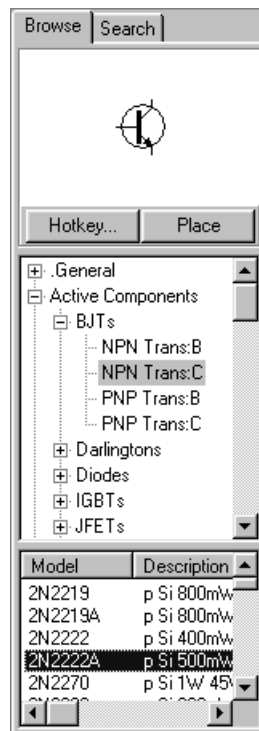 Browse Search
Hotkey... Place
.General
Active Components
BJTs
NPN Trans:B
NPN Trans:C
PNP Trans:B
PNP Trans:C
Darlingtons
Diodes
IGBTs
JFETs
Model Description
2N2219 p Si 800mW
2N2219A p Si 800mW
2N2222 p Si 400mW
2N2222A p Si 500mW
2N2270 p Si 1W 45V